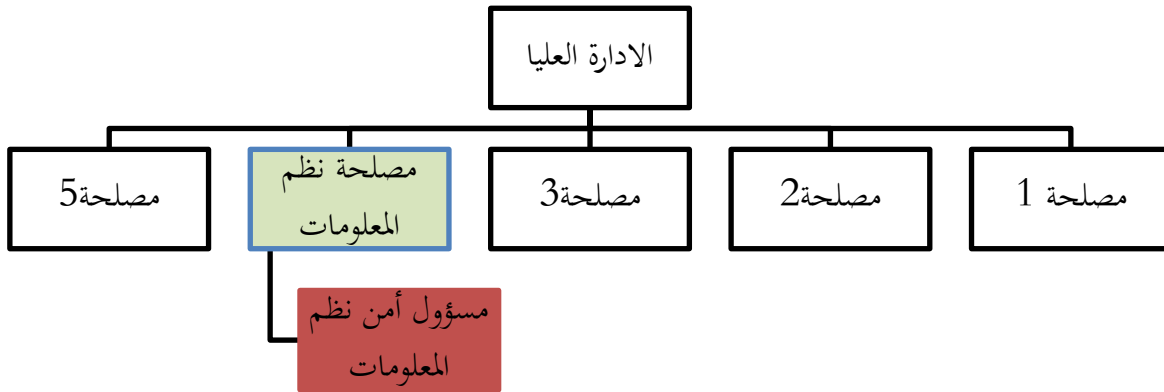 الادارة العليا
مصلحة 1
مصلحة2
مصلحة3
مصلحة نظم
المعلومات
مصلحة5
مسؤول أمن نظم
المعلومات